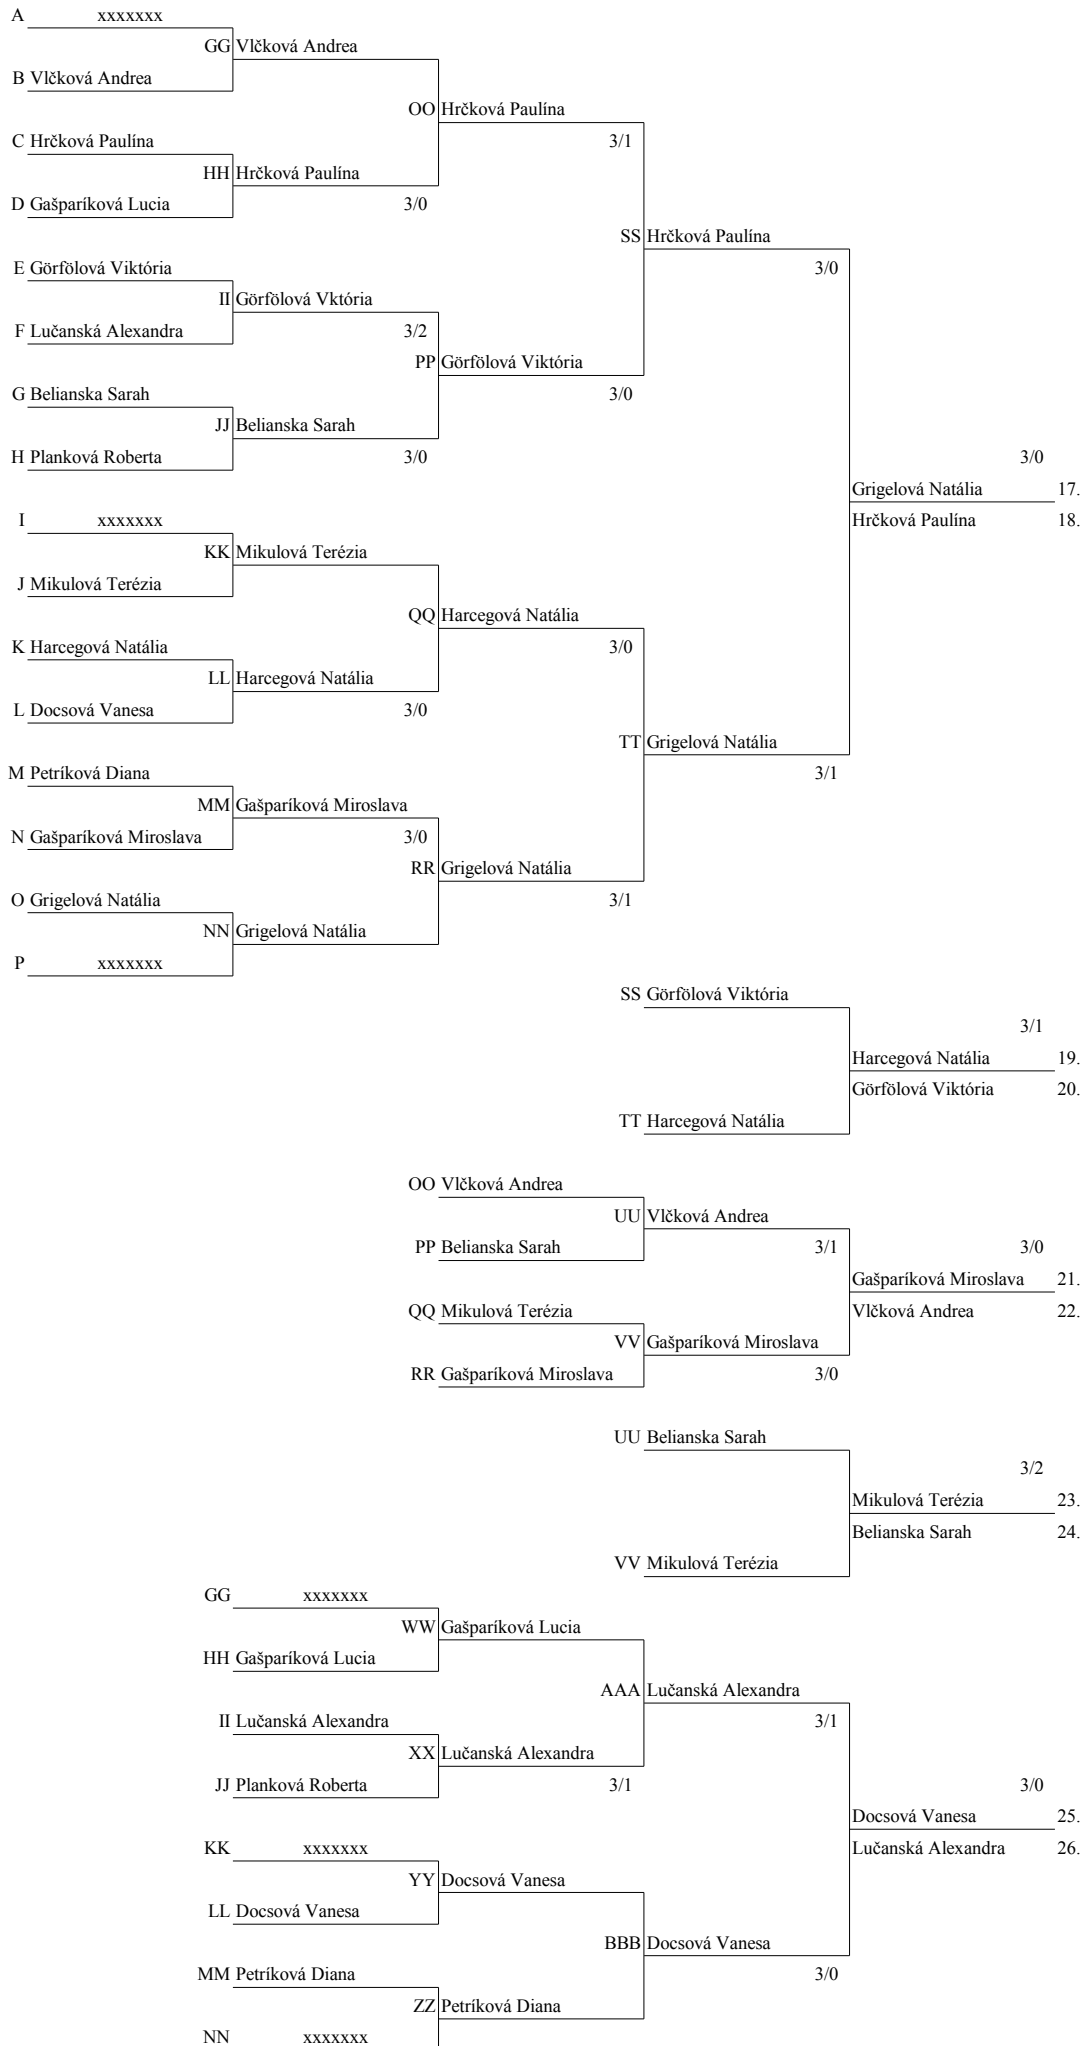 A xxxxxxx
GG Vlčková Andrea
B Vlčková Andrea
OO Hrčková Paulína
C Hrčková Paulína 3/1
HH Hrčková Paulína
D Gašparíková Lucia 3/0
SS Hrčková Paulína
E Görfölová Viktória 3/0
II Görfölová Vktória
F Lučanská Alexandra 3/2
PP Görfölová Viktória
G Belianska Sarah 3/0
JJ Belianska Sarah
H Planková Roberta 3/0 3/0
Grigelová Natália 17.
I xxxxxxx Hrčková Paulína 18.
KK Mikulová Terézia
J Mikulová Terézia
QQ Harcegová Natália
K Harcegová Natália 3/0
LL Harcegová Natália
L Docsová Vanesa 3/0
TT Grigelová Natália
M Petríková Diana 3/1
MM Gašparíková Miroslava
N Gašparíková Miroslava 3/0
RR Grigelová Natália
O Grigelová Natália 3/1
NN Grigelová Natália
P xxxxxxx
SS Görfölová Viktória
3/1
Harcegová Natália 19.
Görfölová Viktória 20.
TT Harcegová Natália
OO Vlčková Andrea
UU Vlčková Andrea
PP Belianska Sarah 3/1 3/0
Gašparíková Miroslava 21.
QQ Mikulová Terézia Vlčková Andrea 22.
VV Gašparíková Miroslava
RR Gašparíková Miroslava 3/0
UU Belianska Sarah
3/2
Mikulová Terézia 23.
Belianska Sarah 24.
VV Mikulová Terézia
GG xxxxxxx
WW Gašparíková Lucia
HH Gašparíková Lucia
AAA Lučanská Alexandra
II Lučanská Alexandra 3/1
XX Lučanská Alexandra
JJ Planková Roberta 3/1 3/0
Docsová Vanesa 25.
KK xxxxxxx Lučanská Alexandra 26.
YY Docsová Vanesa
LL Docsová Vanesa
BBB Docsová Vanesa
MM Petríková Diana 3/0
ZZ Petríková Diana
NN xxxxxxx